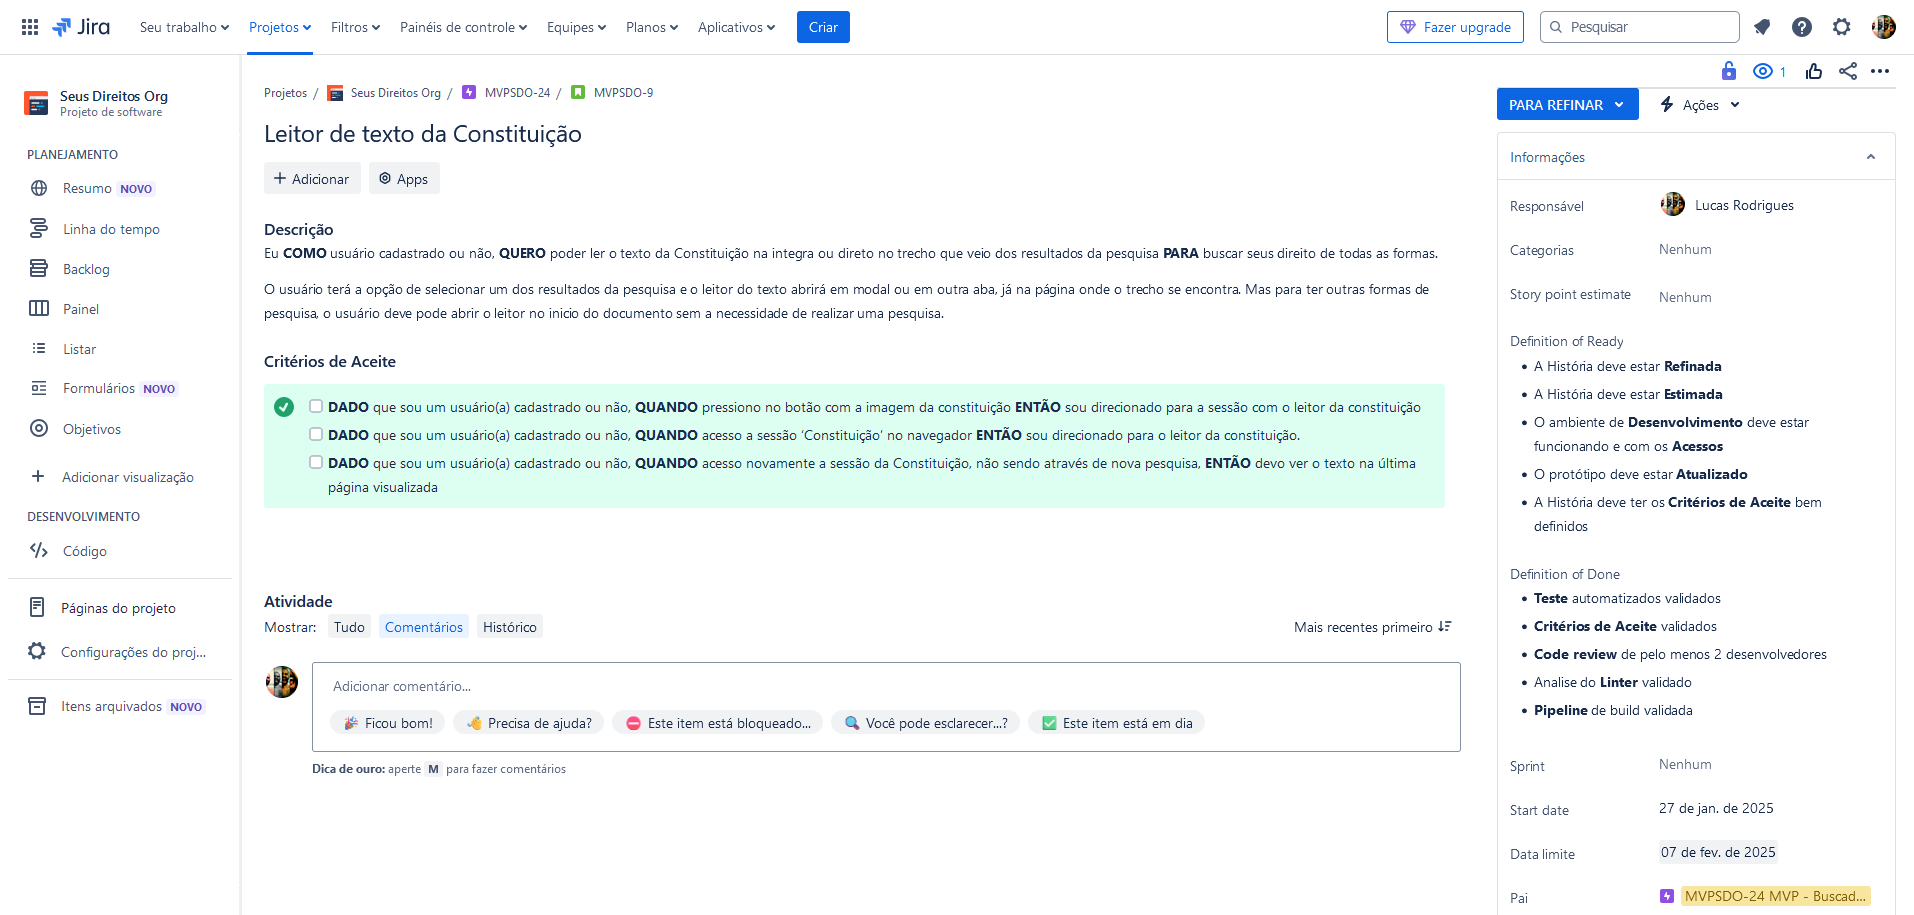 Jira
Seu trabalho
Projetos
Filtros
Painéis de controle
Equipes
Planos
Aplicativos
Criar
Fazer upgrade
Pesquisar
Seus Direitos Org
Projeto de software
PLANEJAMENTO
Resumo NOVO
Linha do tempo
Backlog
Painel
Listar
Formulários NOVO
Objetivos
Adicionar visualização
DESENVOLVIMENTO
Código
Páginas do projeto
Configurações do proj...
Itens arquivados NOVO
Projetos / Seus Direitos Org / MVPSDO-24 / MVPSDO-9
Leitor de texto da Constituição
Adicionar
Apps
Descrição
Eu COMO usuário cadastrado ou não, QUERO poder ler o texto da Constituição na integra ou direto no trecho que veio dos resultados da pesquisa PARA buscar seus direito de todas as formas.
O usuário terá a opção de selecionar um dos resultados da pesquisa e o leitor do texto abrirá em modal ou em outra aba, já na página onde o trecho se encontra. Mas para ter outras formas de
pesquisa, o usuário deve pode abrir o leitor no inicio do documento sem a necessidade de realizar uma pesquisa.
Critérios de Aceite
DADO que sou um usuário(a) cadastrado ou não, QUANDO pressiono no botão com a imagem da constituição ENTÃO sou direcionado para a sessão com o leitor da constituição
DADO que sou um usuário(a) cadastrado ou não, QUANDO acesso a sessão ‘Constituição’ no navegador ENTÃO sou direcionado para o leitor da constituição.
DADO que sou um usuário(a) cadastrado ou não, QUANDO acesso novamente a sessão da Constituição, não sendo através de nova pesquisa, ENTÃO devo ver o texto na última
página visualizada
Atividade
Mostrar: Tudo Comentários Histórico
Mais recentes primeiro
Adicionar comentário...
Ficou bom!
Precisa de ajuda?
Este item está bloqueado...
Você pode esclarecer...?
Este item está em dia
Dica de ouro: aperte M para fazer comentários
1
PARA REFINAR
Ações
Informações
Responsável
Lucas Rodrigues
Categorias
Nenhum
Story point estimate
Nenhum
Definition of Ready
• A História deve estar Refinada
• A História deve estar Estimada
• O ambiente de Desenvolvimento deve estar
funcionando e com os Acessos
• O protótipo deve estar Atualizado
• A História deve ter os Critérios de Aceite bem
definidos
Definition of Done
• Teste automatizados validados
• Critérios de Aceite validados
• Code review de pelo menos 2 desenvolvedores
• Analise do Linter validado
• Pipeline de build validada
Sprint
Nenhum
Start date
27 de jan. de 2025
Data limite
07 de fev. de 2025
Pai
MVPSDO-24 MVP - Buscad...